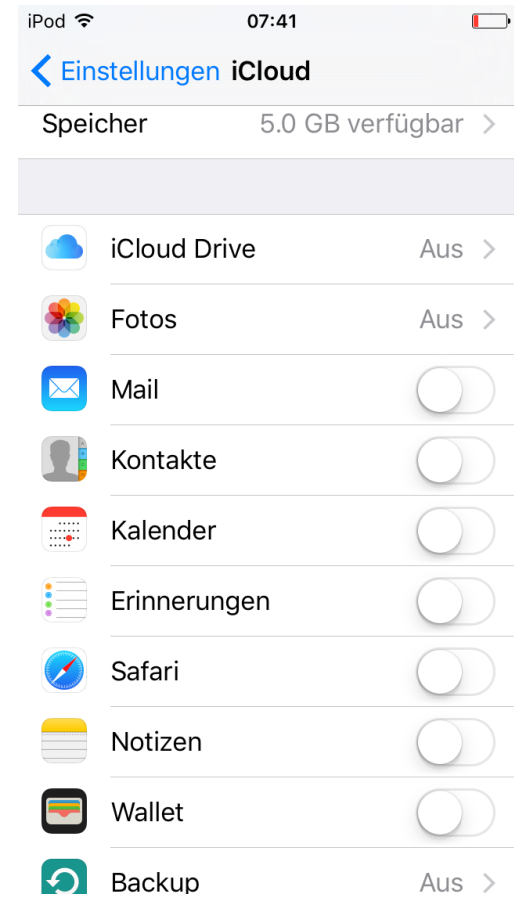 iPod 07:41
Einstellungen iCloud
Speicher 5.0 GB verfügbar
iCloud Drive Aus
Fotos Aus
Mail
Kontakte
Kalender
Erinnerungen
Safari
Notizen
Wallet
Backup Aus